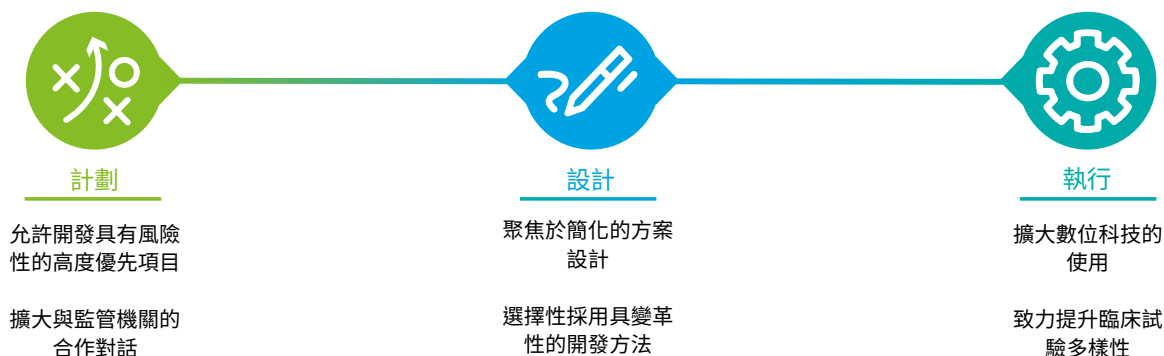 計劃
允許開發具有風險
性的高度優先項目
擴大與監管機關的
合作對話
設計
聚焦於簡化的方案
設計
選擇性採用具變革
性的開發方法
執行
擴大數位科技的
使用
致力提升臨床試
驗多樣性